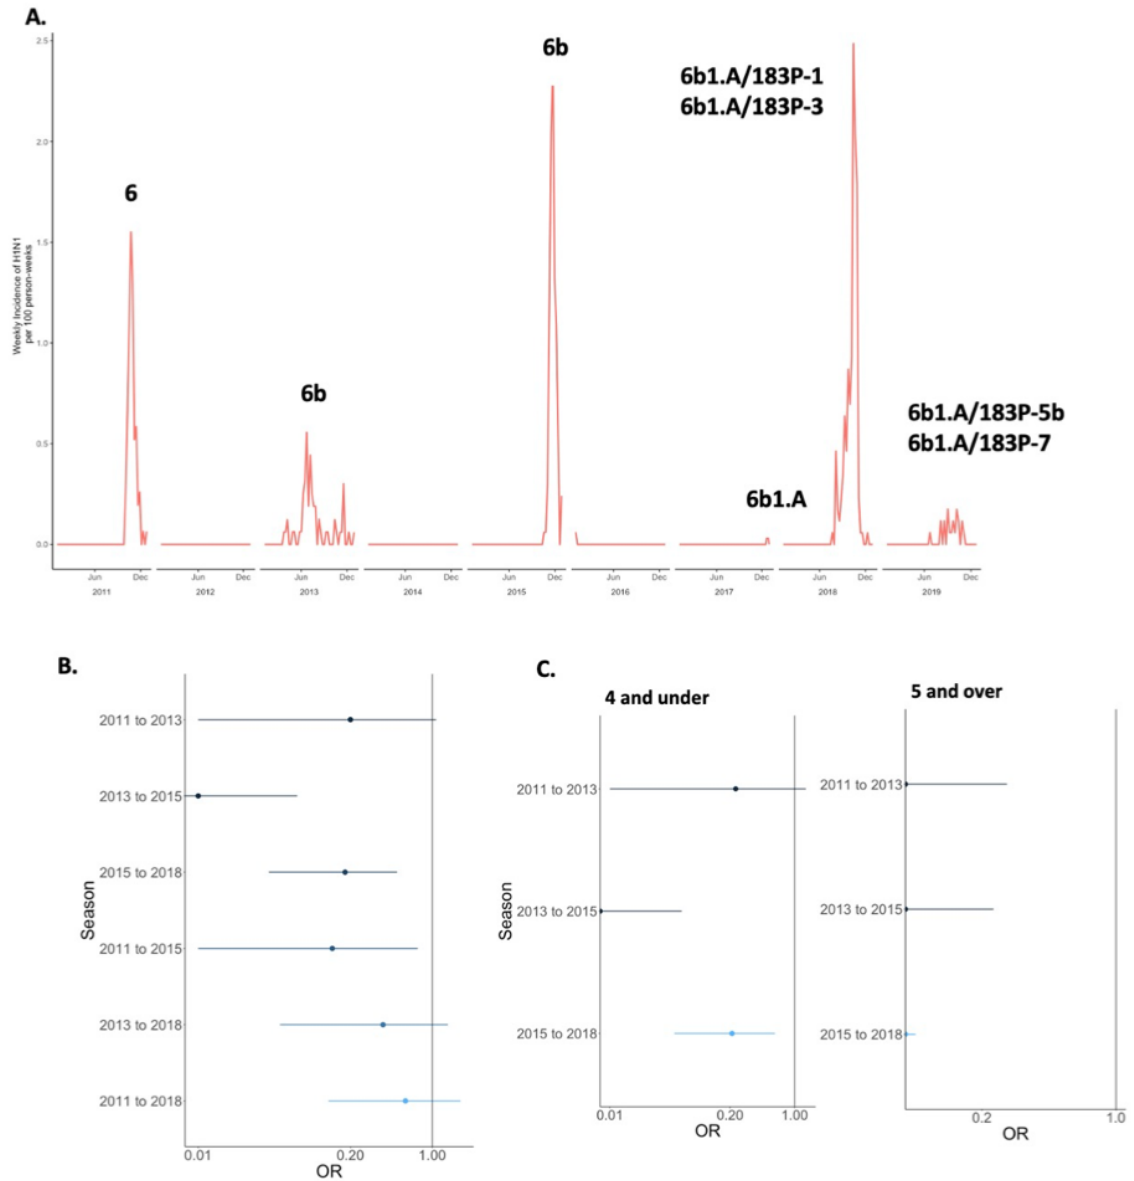 A.
Weekly Incidence of H1N1
per 100 person-weeks
2.5
2.0
1.5
1.0
0.5
0.0
6
6b
6b
6b1.A/183P-1
6b1.A/183P-3
6b1.A
6b1.A/183P-5b
6b1.A/183P-7
Jun Dec Jun Dec Jun Dec Jun Dec Jun Dec Jun Dec Jun Dec Jun Dec Jun Dec
2011 2012 2013 2014 2015 2016 2017 2018 2019
B.
Season
2011 to 2013
2013 to 2015
2015 to 2018
2011 to 2015
2013 to 2018
2011 to 2018
0.01 0.20 1.00
OR
C.
4 and under
Season
2011 to 2013
2013 to 2015
2015 to 2018
0.01 0.20 1.00
OR
5 and over
2011 to 2013
2013 to 2015
2015 to 2018
0.2 1.0
OR